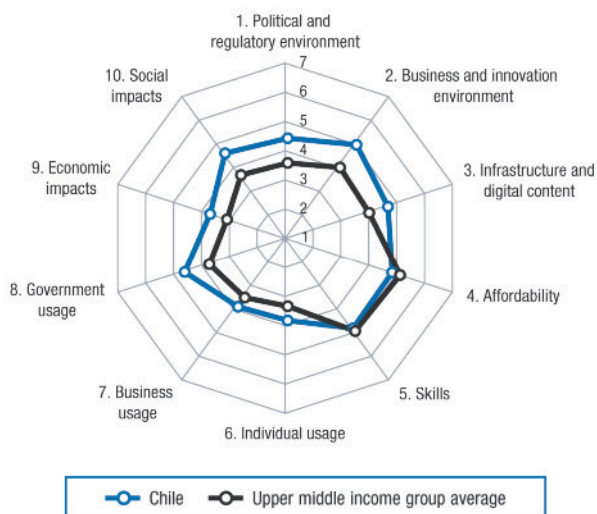 1. Political and
regulatory environment
10. Social
impacts
2. Business and innovation
environment
9. Economic
impacts
3. Infrastructure and
digital content
8. Government
usage
4. Affordability
7. Business
usage
5. Skills
6. Individual usage
7
6
5
4
3
2
1
Chile
Upper middle income group average